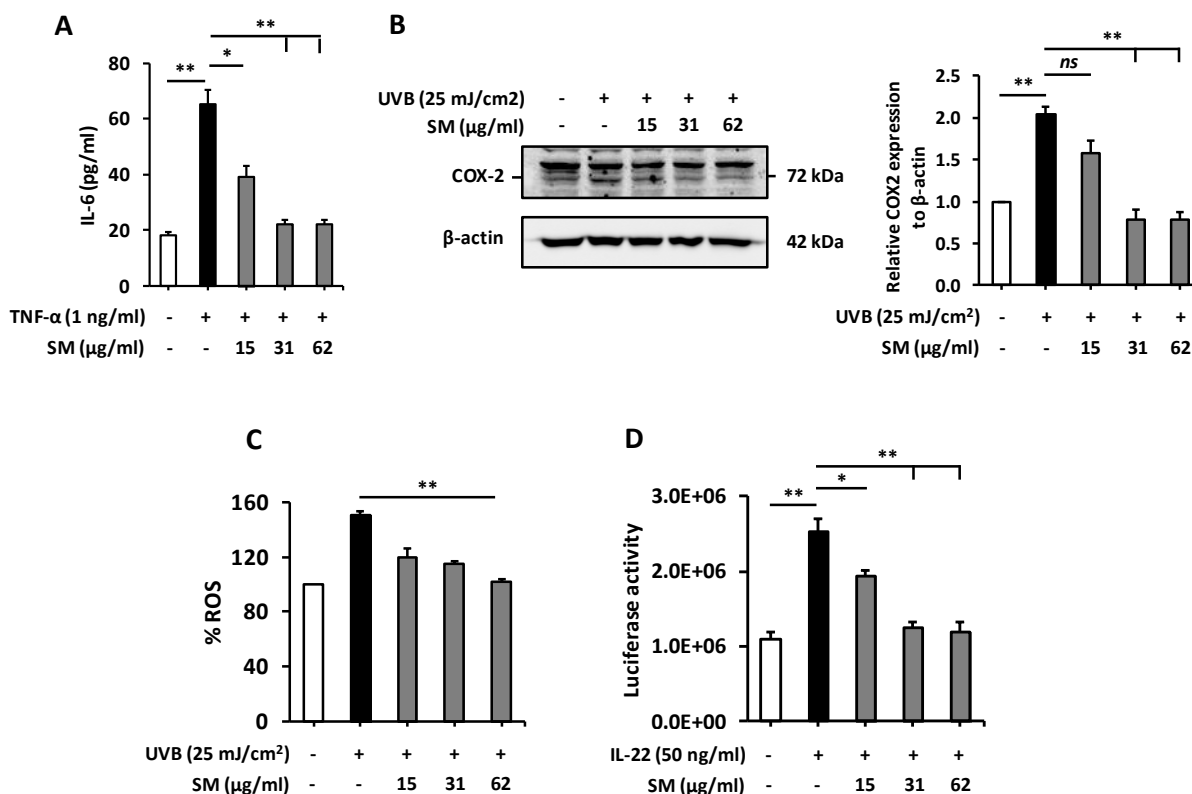 A
**
**
*
80
60
40
20
0
IL-6 (pg/ml)
TNF-α (1 ng/ml) - + + + +
SM (µg/ml) - - 15 31 62
B
UVB (25 mJ/cm2) - + + + +
SM (µg/ml) - - 15 31 62
COX-2
72 kDa
β-actin
42 kDa
**
**
ns
2.5
2.0
1.5
1.0
0.5
0.0
Relative COX2 expression
to β-actin
UVB (25 mJ/cm²) - + + + +
SM (µg/ml) - - 15 31 62
C
**
160
120
80
40
0
% ROS
UVB (25 mJ/cm²) - + + + +
SM (µg/ml) - - 15 31 62
D
**
**
*
3.0E+06
2.0E+06
1.0E+06
0.0E+00
Luciferase activity
IL-22 (50 ng/ml) - + + + +
SM (µg/ml) - - 15 31 62